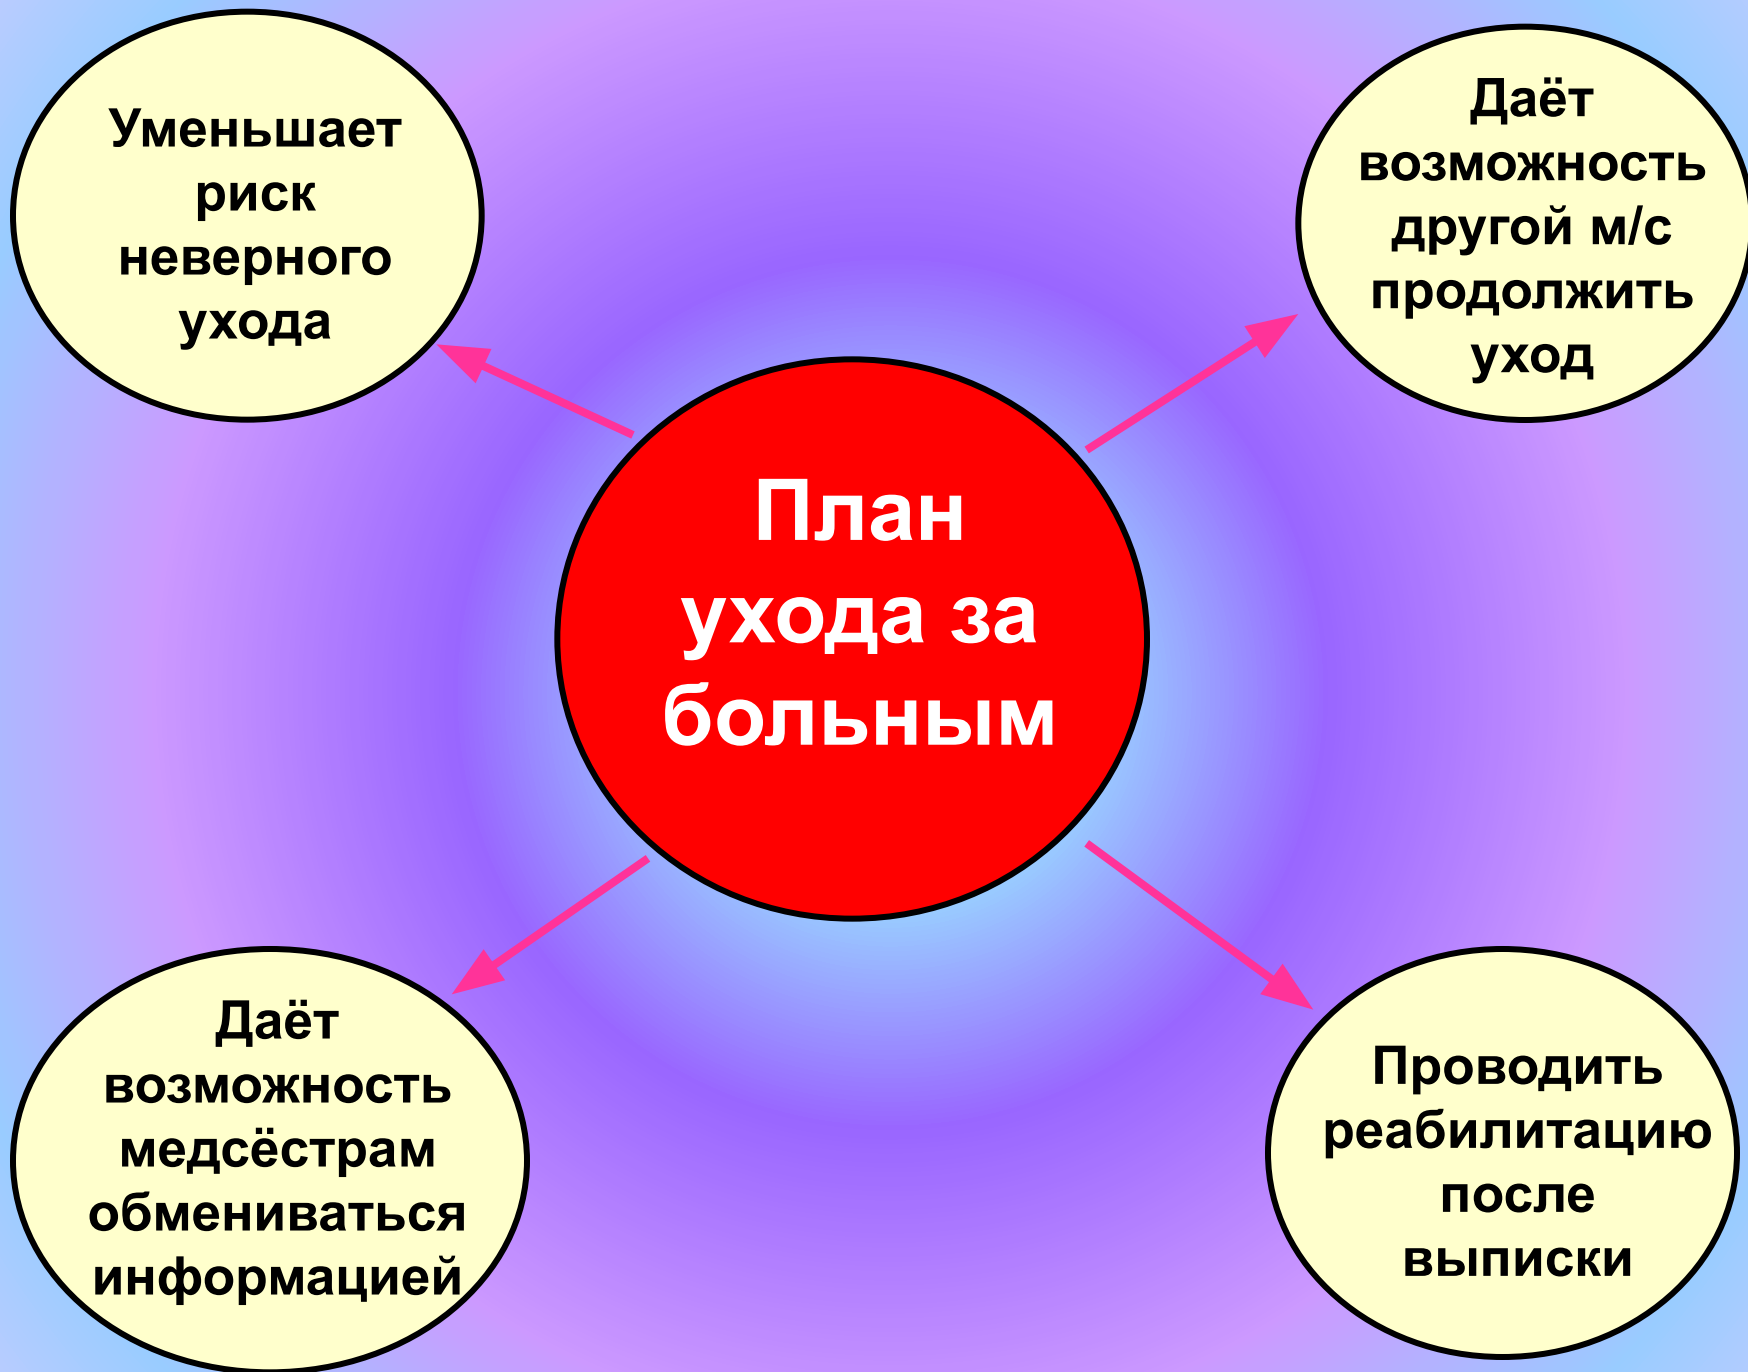 Уменьшает
риск
неверного
ухода
Даёт
возможность
другой м/с
продолжить
уход
План
ухода за
больным
Даёт
возможность
медсёстрам
обмениваться
информацией
Проводить
реабилитацию
после
выписки